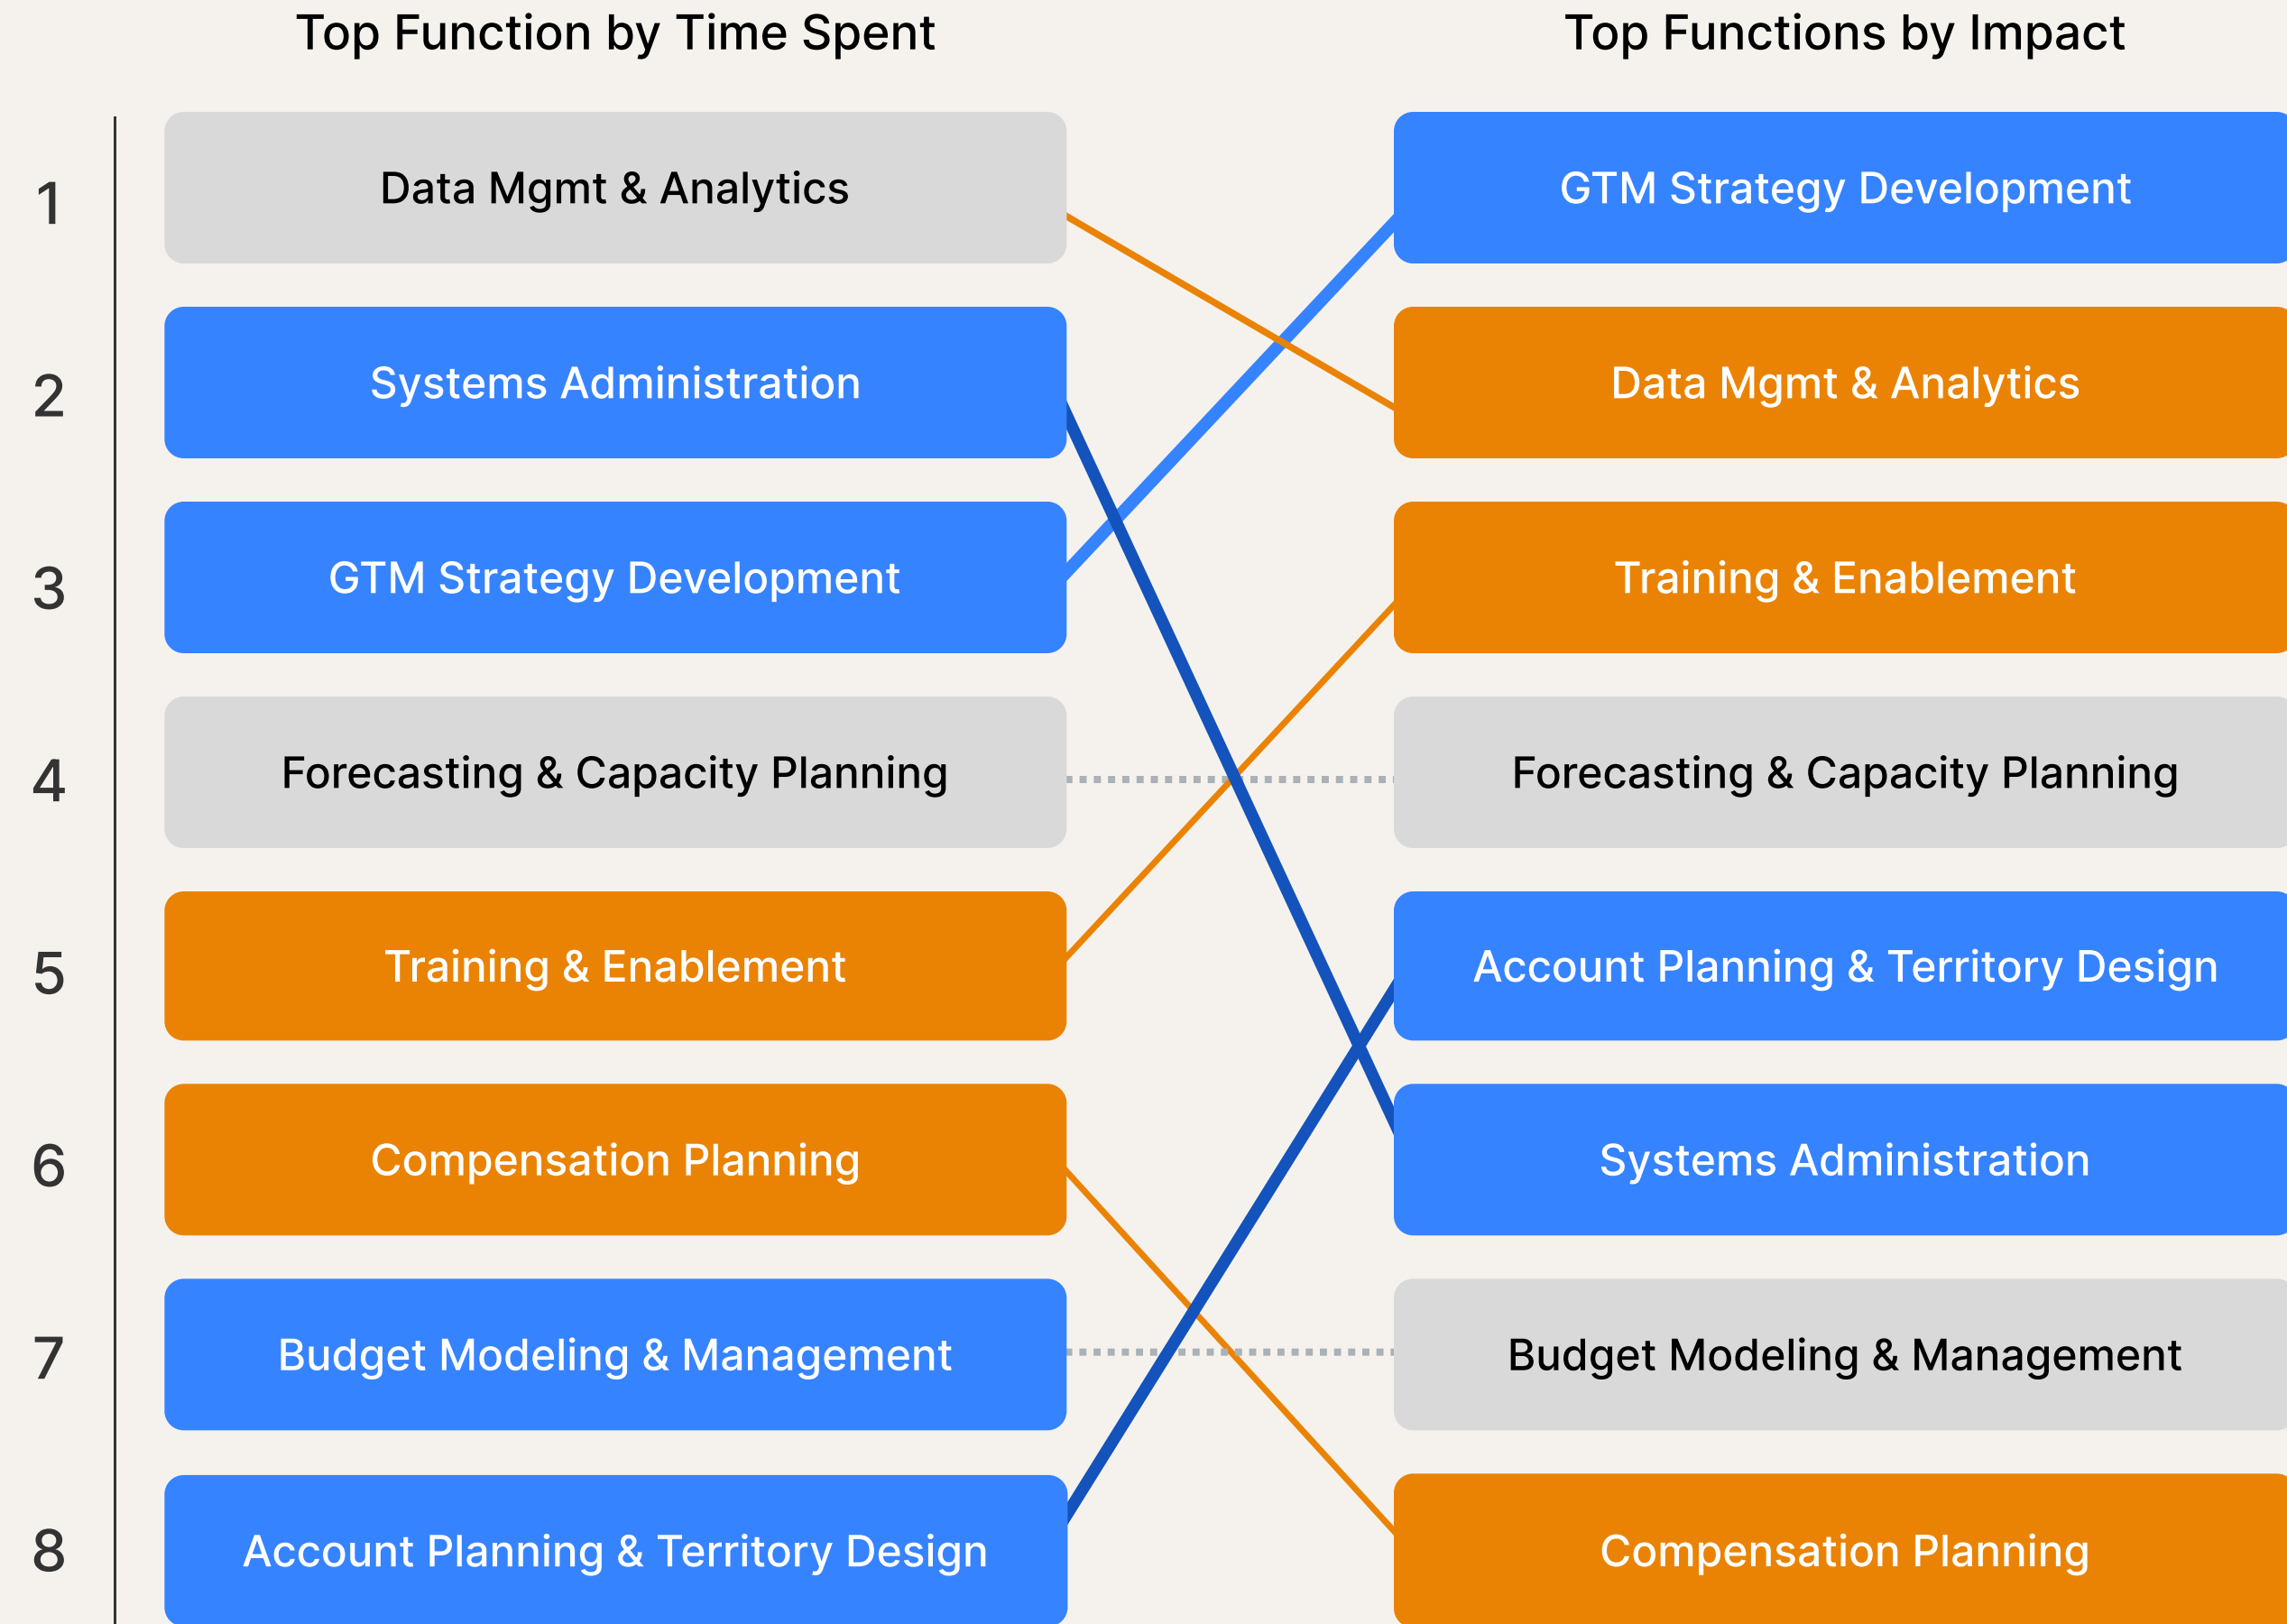 Top Function by Time Spent
Top Functions by Impact
1
Data Mgmt & Analytics
GTM Strategy Development
2
Systems Administration
Data Mgmt & Analytics
3
GTM Strategy Development
Training & Enablement
4
Forecasting & Capacity Planning
Forecasting & Capacity Planning
5
Training & Enablement
Account Planning & Territory Design
6
Compensation Planning
Systems Administration
7
Budget Modeling & Management
Budget Modeling & Management
8
Account Planning & Territory Design
Compensation Planning